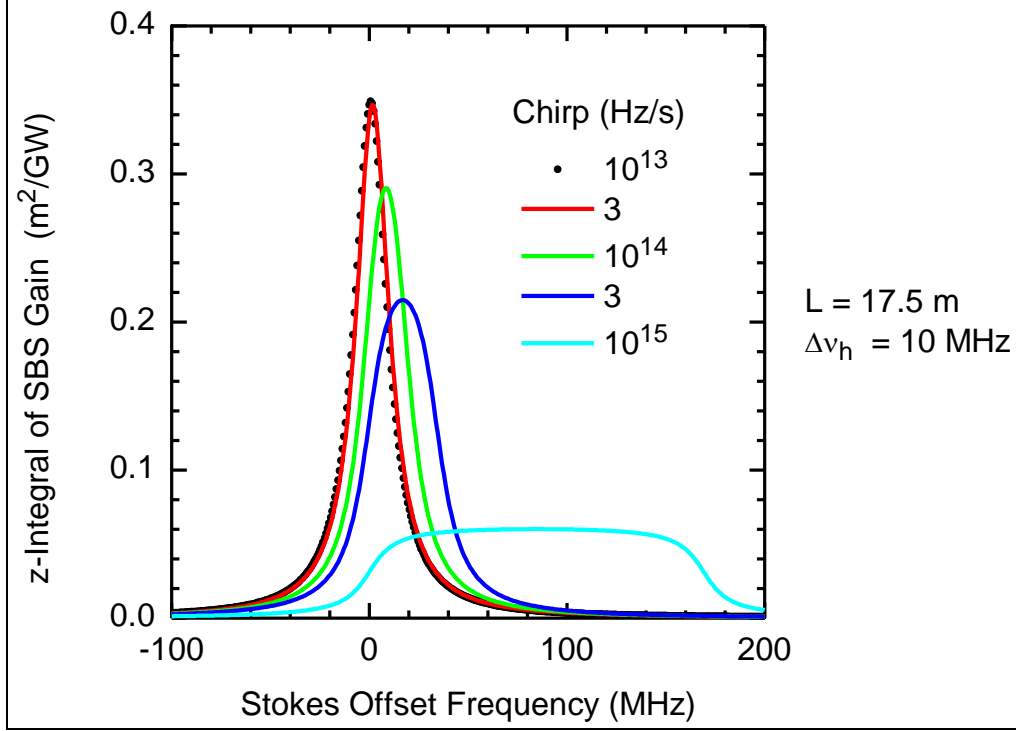 0.4
0.3
0.2
0.1
0.0
z-Integral of SBS Gain (m²/GW)
Chirp (Hz/s)
10¹³
3
10¹⁴
3
10¹⁵
L = 17.5 m
Δνₕ = 10 MHz
-100 0 100 200
Stokes Offset Frequency (MHz)